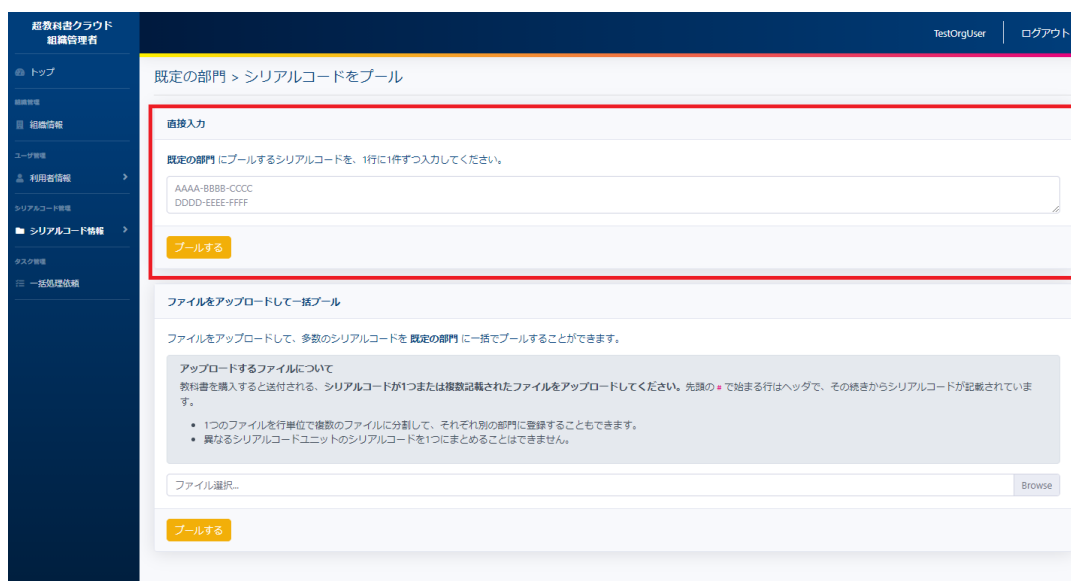 超教科書クラウド
組織管理者
TestOrgUser
ログアウト
トップ
組織管理
組織情報
ユーザ管理
利用者情報
シリアルコード管理
シリアルコード情報
タスク管理
一括処理依頼
既定の部門 > シリアルコードをプール
直接入力
既定の部門 にプールするシリアルコードを、1行に1件ずつ入力してください。
AAAA-BBBB-CCCC
DDDD-EEEE-FFFF
プールする
ファイルをアップロードして一括プール
ファイルをアップロードして、多数のシリアルコードを 既定の部門 に一括でプールすることができます。
アップロードするファイルについて
教科書を購入すると送付される、シリアルコードが1つまたは複数記載されたファイルをアップロードしてください。先頭の # で始まる行はヘッダで、その続きからシリアルコードが記載されていま
す。
1つのファイルを行単位で複数のファイルに分割して、それぞれ別の部門に登録することもできます。
異なるシリアルコードユニットのシリアルコードを1つにまとめることはできません。
ファイル選択...
Browse
プールする